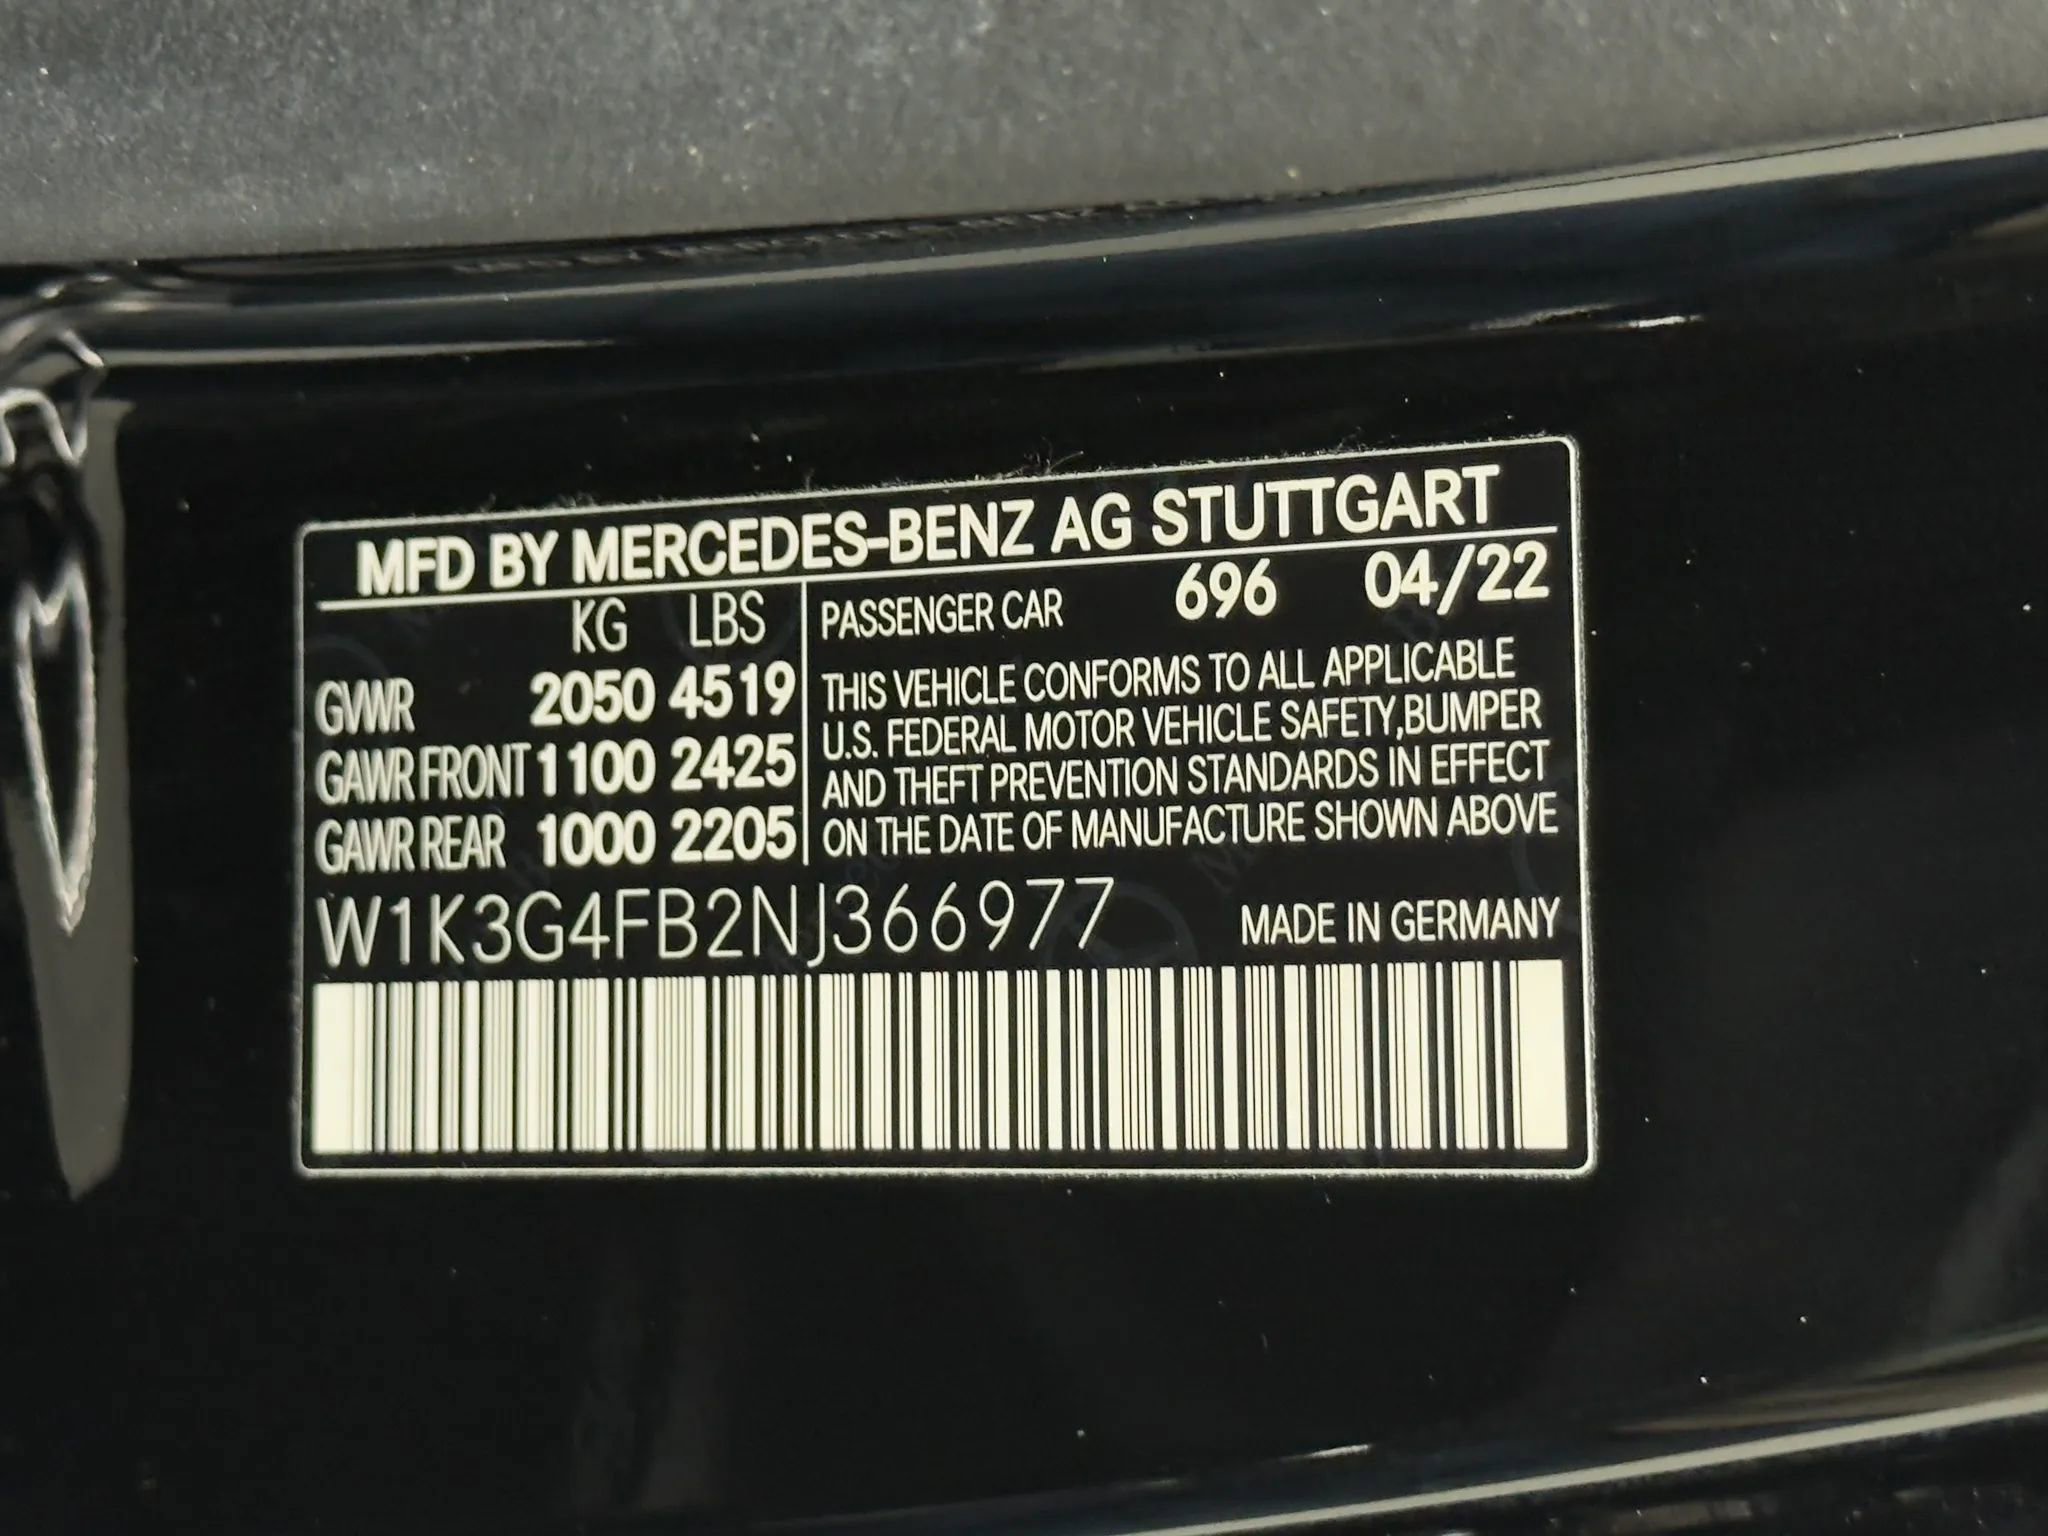 MFD BY MERCEDES-BENZ AG STUTTGART
KG LBS
GVWR 2050 4519
GAWR FRONT 1100 2425
GAWR REAR 1000 2205
PASSENGER CAR 696 04/22
THIS VEHICLE CONFORMS TO ALL APPLICABLE
U.S. FEDERAL MOTOR VEHICLE SAFETY,BUMPER
AND THEFT PREVENTION STANDARDS IN EFFECT
ON THE DATE OF MANUFACTURE SHOWN ABOVE
W1K3G4FB2NJ366977 MADE IN GERMANY